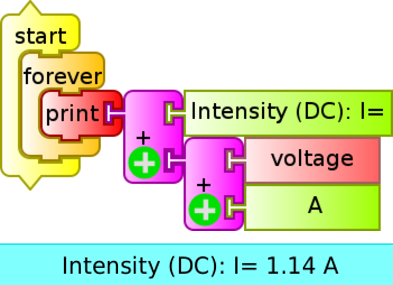 start
forever
print
+
Intensity (DC): I=
+
voltage
A
Intensity (DC): I= 1.14 A